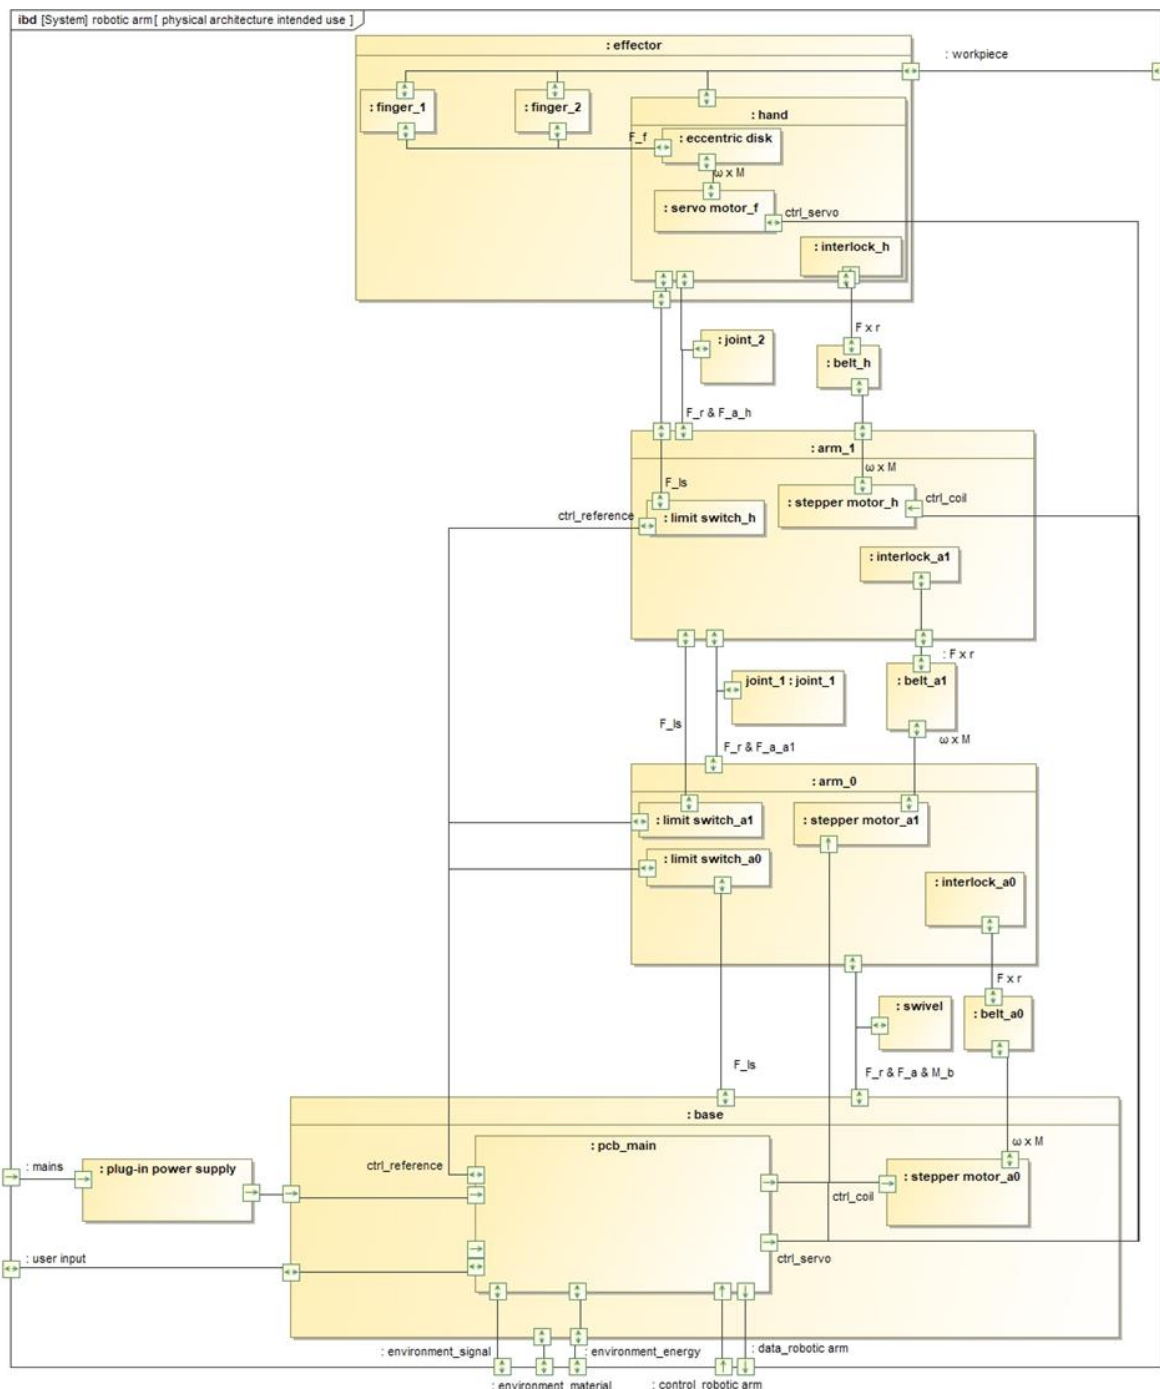 ibd [System] robotic arm[ physical architecture intended use ]
: effector
: workpiece
: finger_1
: finger_2
: hand
F_f
: eccentric disk
ω x M
: servo motor_f
ctrl_servo
: interlock_h
F x r
: joint_2
: belt_h
F_r & F_a_h
: arm_1
ω x M
F_ls
: stepper motor_h
ctrl_coil
ctrl_reference
: limit switch_h
: interlock_a1
: F x r
joint_1 : joint_1
: belt_a1
F_ls
F_r & F_a_a1
ω x M
: arm_0
: limit switch_a1
: stepper motor_a1
: limit switch_a0
: interlock_a0
F x r
: swivel
: belt_a0
F_ls
F_r & F_a & M_b
: base
: pcb_main
ω x M
: mains
: plug-in power supply
ctrl_reference
: stepper motor_a0
ctrl_coil
: user input
ctrl_servo
: environment_signal
: environment_energy
: data_robotic arm
: environment_material
: control_robotic arm